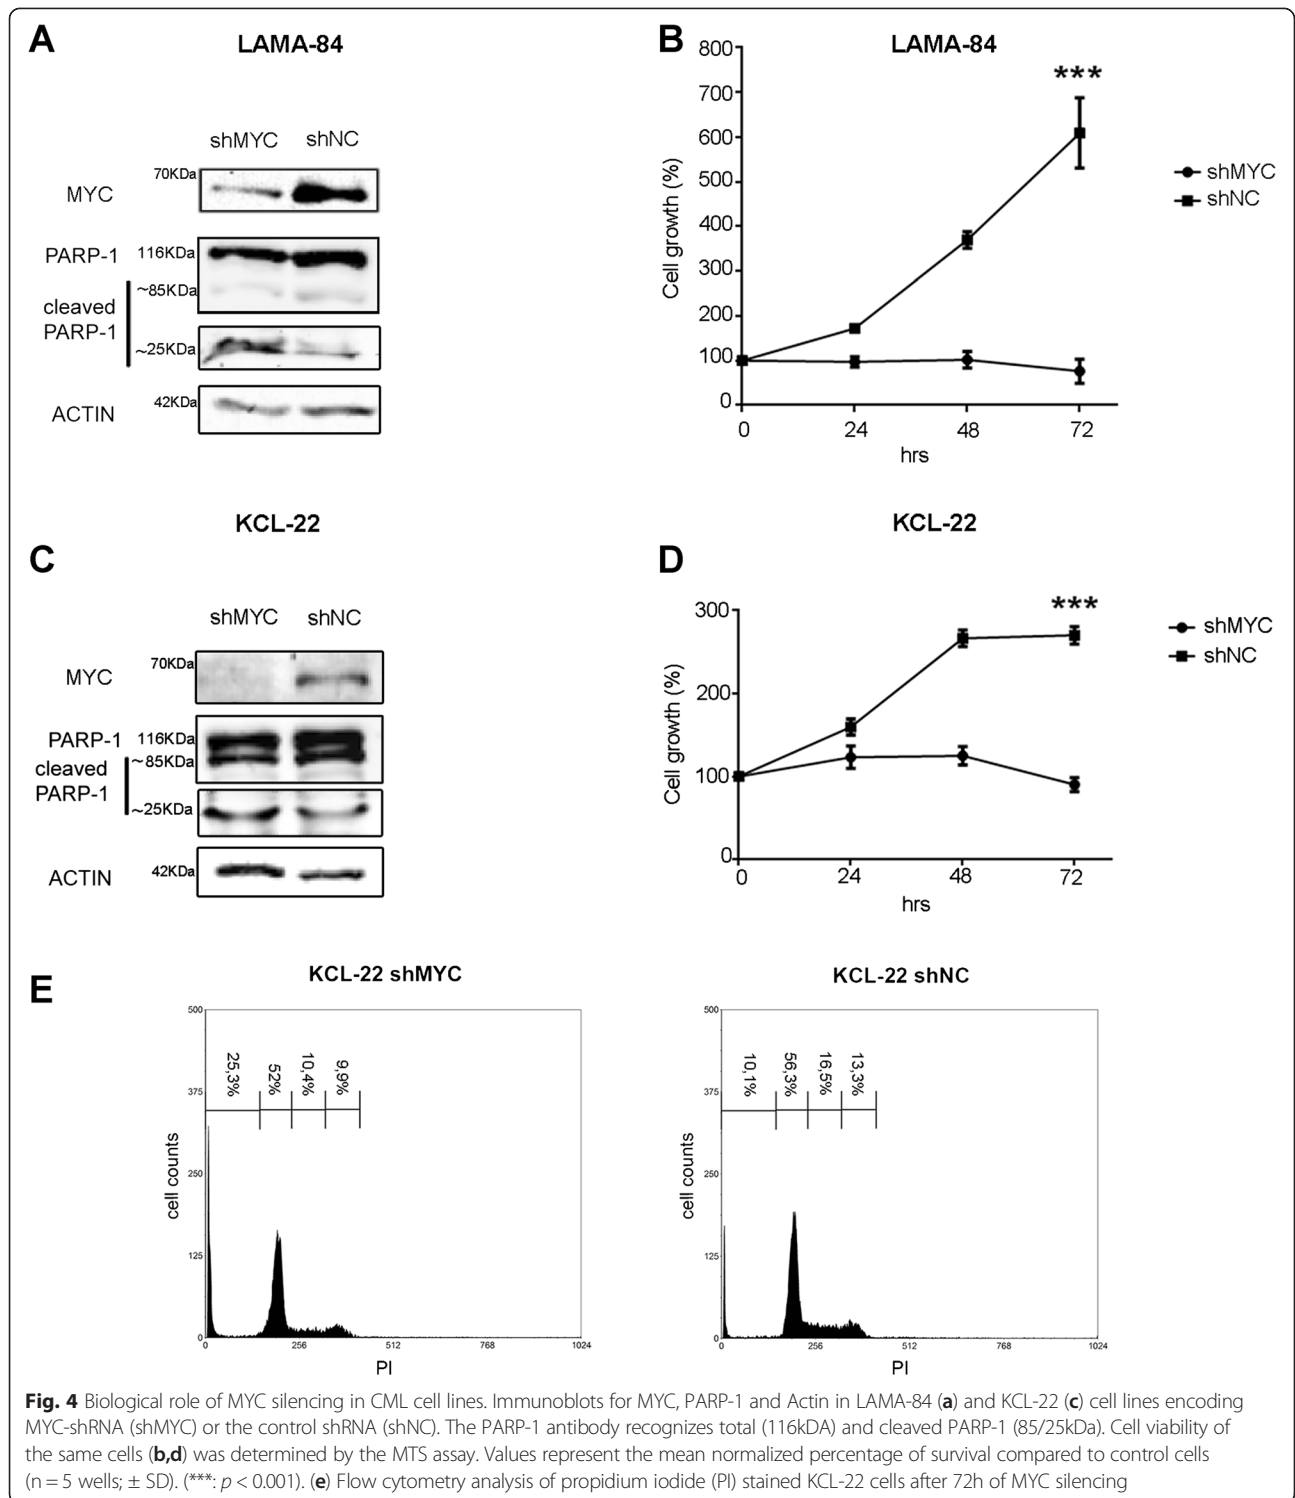 A
LAMA-84
shMYC shNC
70KDa
MYC
PARP-1 116KDa
~85KDa
cleaved
PARP-1
~25KDa
42KDa
ACTIN
B
LAMA-84
***
800
700
600
500
400
300
200
100
0
Cell growth (%)
0 24 48 72
hrs
shMYC
shNC
C
KCL-22
shMYC shNC
70KDa
MYC
PARP-1 116KDa
~85KDa
cleaved
PARP-1
~25KDa
42KDa
ACTIN
D
KCL-22
***
300
200
100
0
Cell growth (%)
0 24 48 72
hrs
shMYC
shNC
E
KCL-22 shMYC
500
375
250
125
0
cell counts
25,3% 52% 10,4% 9,9%
0 256 512 768 1024
PI
KCL-22 shNC
500
375
250
125
0
cell counts
10,1% 56,3% 16,5% 13,3%
0 256 512 768 1024
PI
Fig. 4 Biological role of MYC silencing in CML cell lines. Immunoblots for MYC, PARP-1 and Actin in LAMA-84 (a) and KCL-22 (c) cell lines encoding
MYC-shRNA (shMYC) or the control shRNA (shNC). The PARP-1 antibody recognizes total (116kDA) and cleaved PARP-1 (85/25kDa). Cell viability of
the same cells (b,d) was determined by the MTS assay. Values represent the mean normalized percentage of survival compared to control cells
(n = 5 wells; ± SD). (***: p < 0.001). (e) Flow cytometry analysis of propidium iodide (PI) stained KCL-22 cells after 72h of MYC silencing